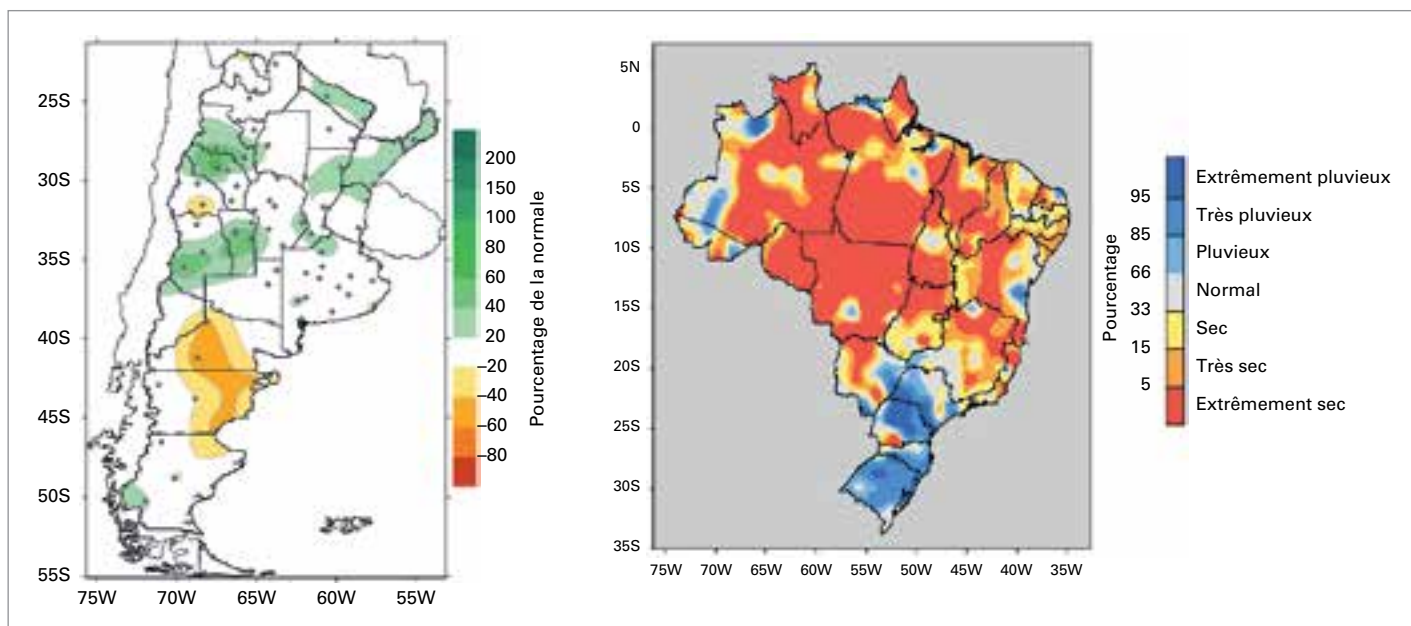 25S
30S
35S
40S
45S
50S
55S
75W 70W 65W 60W 55W
200
150
100
80
60
40
20
–20
–40
–60
–80
Pourcentage de la normale
5N
0
5S
10S
15S
20S
25S
30S
35S
75W 70W 65W 60W 55W 50W 45W 40W 35W
Pourcentage
95
85
66
33
15
5
Extrêmement pluvieux
Très pluvieux
Pluvieux
Normal
Sec
Très sec
Extrêmement sec